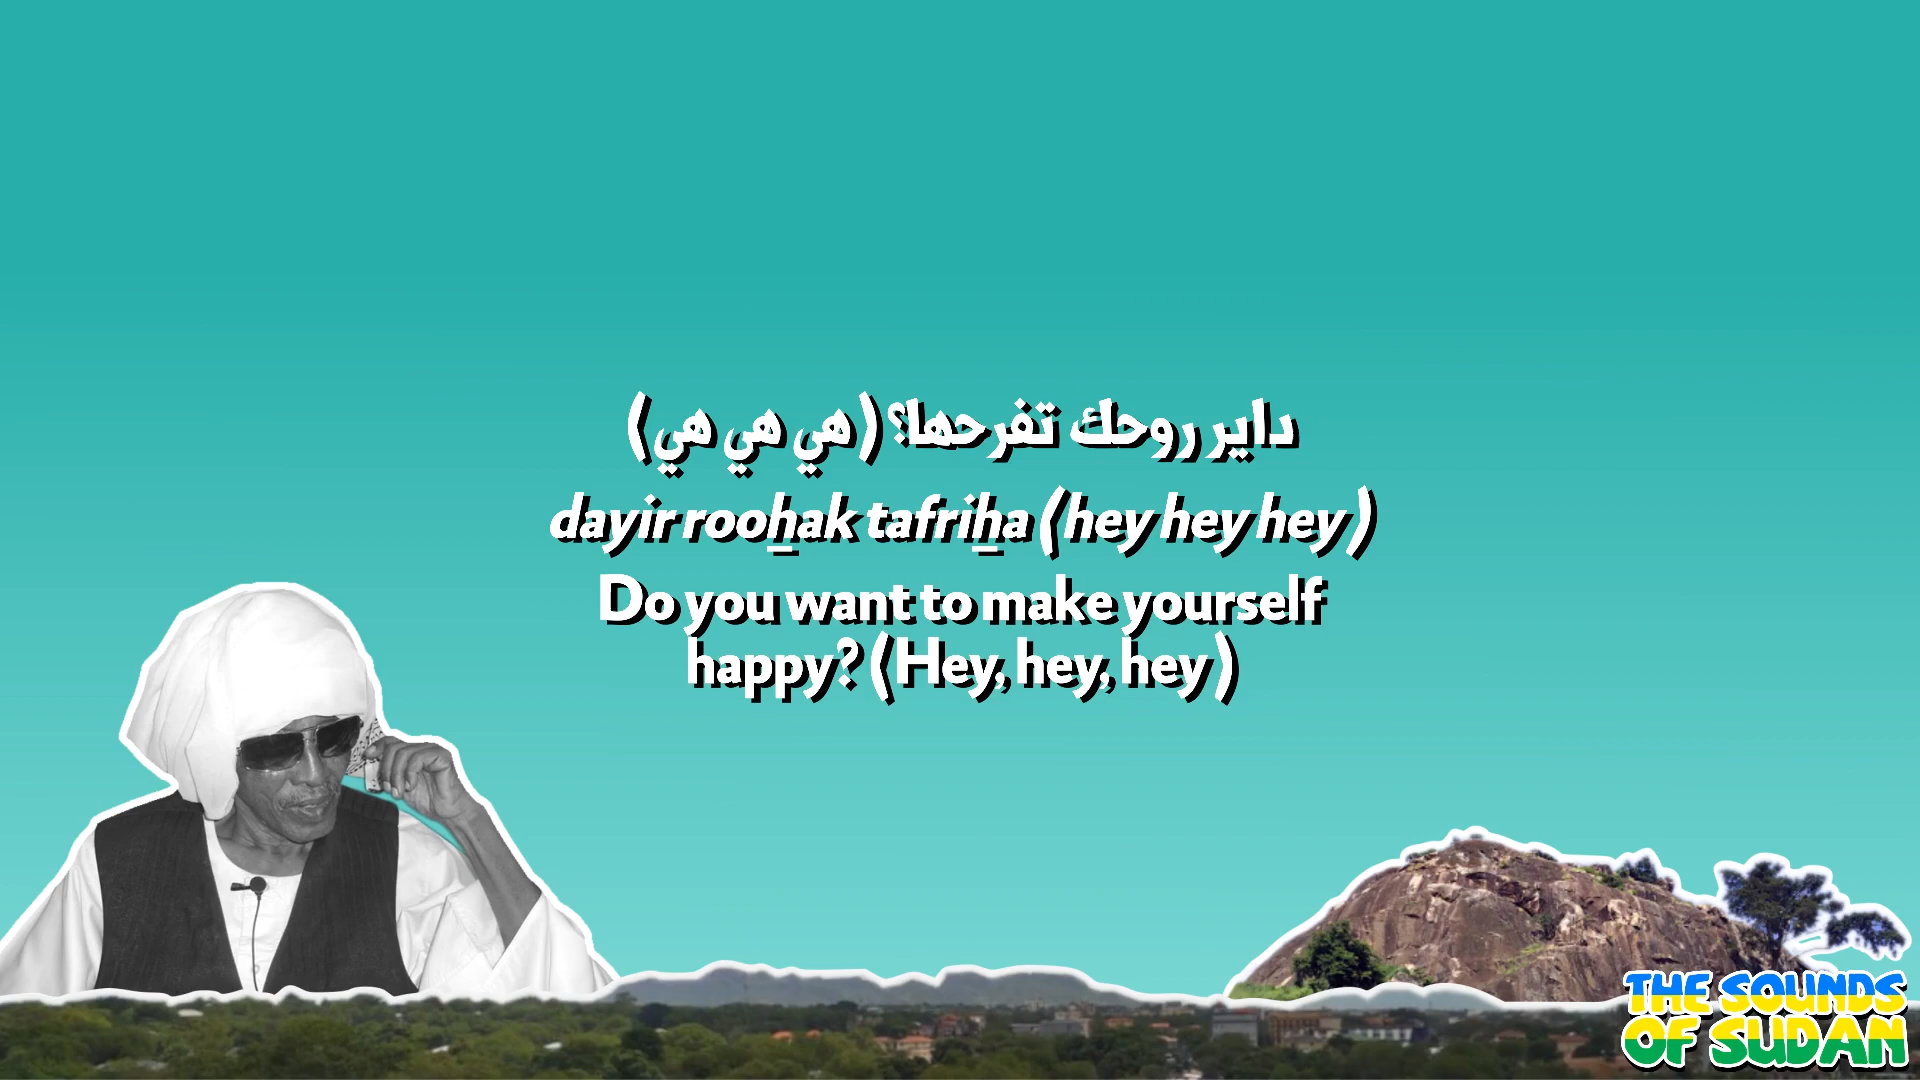 داير روحك تفرحها؟ (هي هي هي)
dayir rooẖak tafriẖa (hey hey hey)
Do you want to make yourself
happy? (Hey, hey, hey)
THE SOUNDS
OF SUDAN